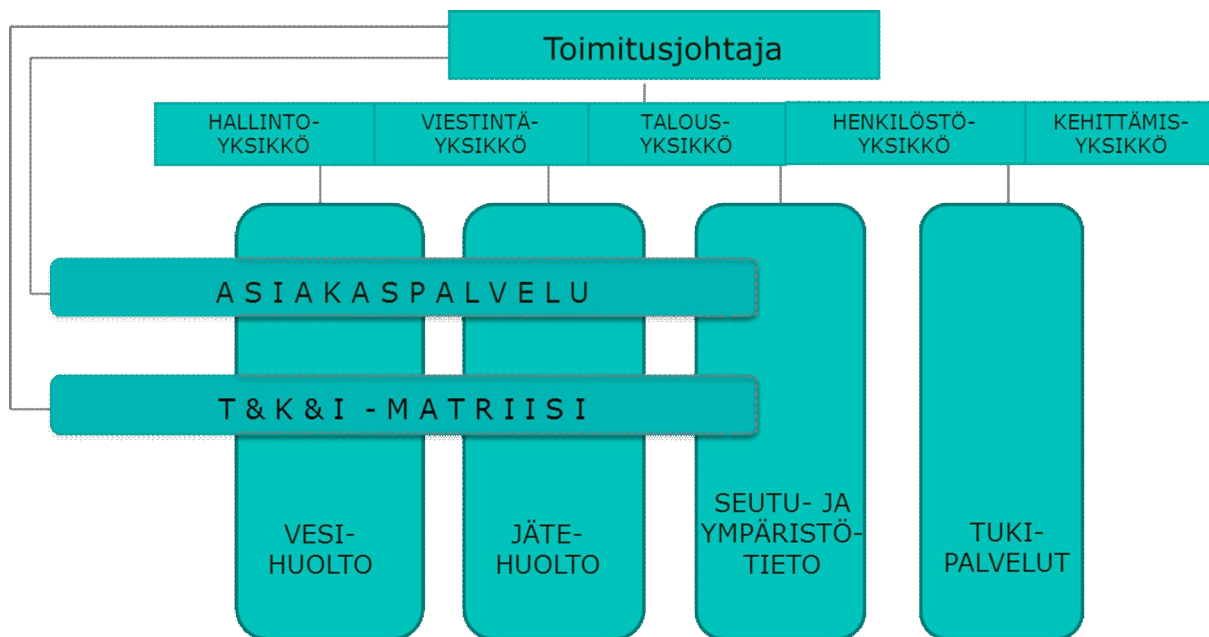 Toimitusjohtaja
HALLINTO-
YKSIKKÖ
VIESTINTÄ-
YKSIKKÖ
TALOUS-
YKSIKKÖ
HENKILÖSTÖ-
YKSIKKÖ
KEHITTÄMIS-
YKSIKKÖ
ASIAKASPALVELU
T&K&I -MATRIISI
VESI-
HUOLTO
JÄTE-
HUOLTO
SEUTU- JA
YMPÄRISTÖ-
TIETO
TUKI-
PALVELUT